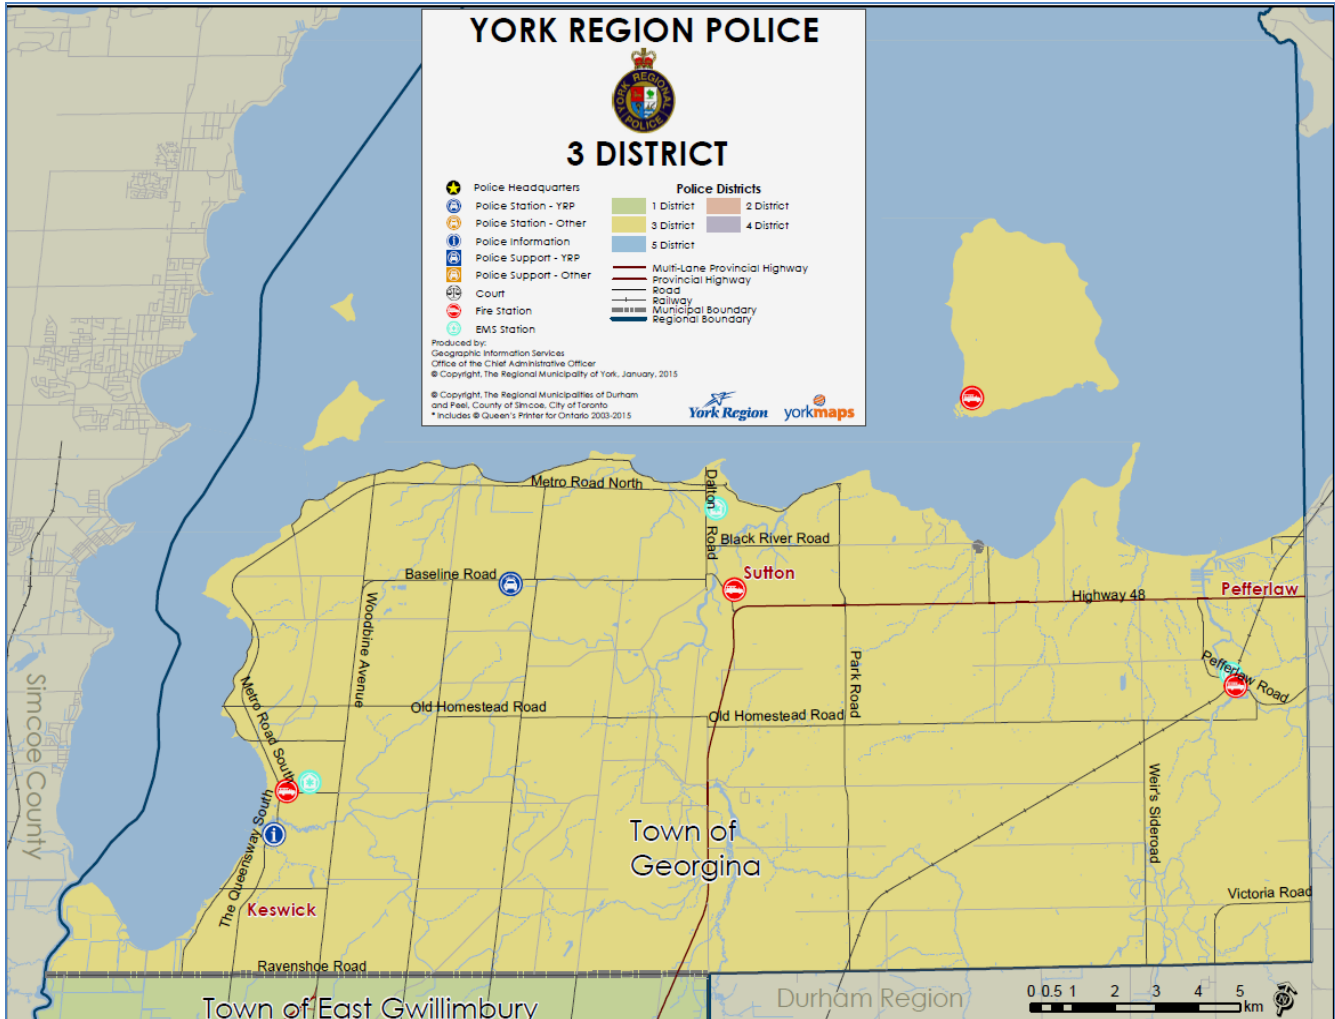 YORK REGION POLICE
YORK REGIONAL
POLICE
3 DISTRICT
Police Headquarters
Police Station - YRP
Police Station - Other
Police Information
Police Support - YRP
Police Support - Other
Court
Fire Station
EMS Station
Police Districts
1 District
2 District
3 District
4 District
5 District
Multi-Lane Provincial Highway
Provincial Highway
Road
Railway
Municipal Boundary
Regional Boundary
Produced by:
Geographic Information Services
Office of the Chief Administrative Officer
© Copyright, The Regional Municipality of York, January, 2015
© Copyright, The Regional Municipalities of Durham
and Peel, County of Simcoe, City of Toronto
* Includes © Queen's Printer for Ontario 2003-2015
York Region
yorkmaps
Metro Road North
Dalton Road
Black River Road
Baseline Road
Sutton
Highway 48
Pefferlaw
Woodbine Avenue
Pefferlaw Road
Park Road
Metro Road South
Old Homestead Road
Old Homestead Road
Simcoe County
Weir's Sideroad
The Queensway South
Town of
Georgina
Victoria Road
Keswick
Ravenshoe Road
Town of East Gwillimbury
Durham Region
0 0.5 1 2 3 4 5
km
N